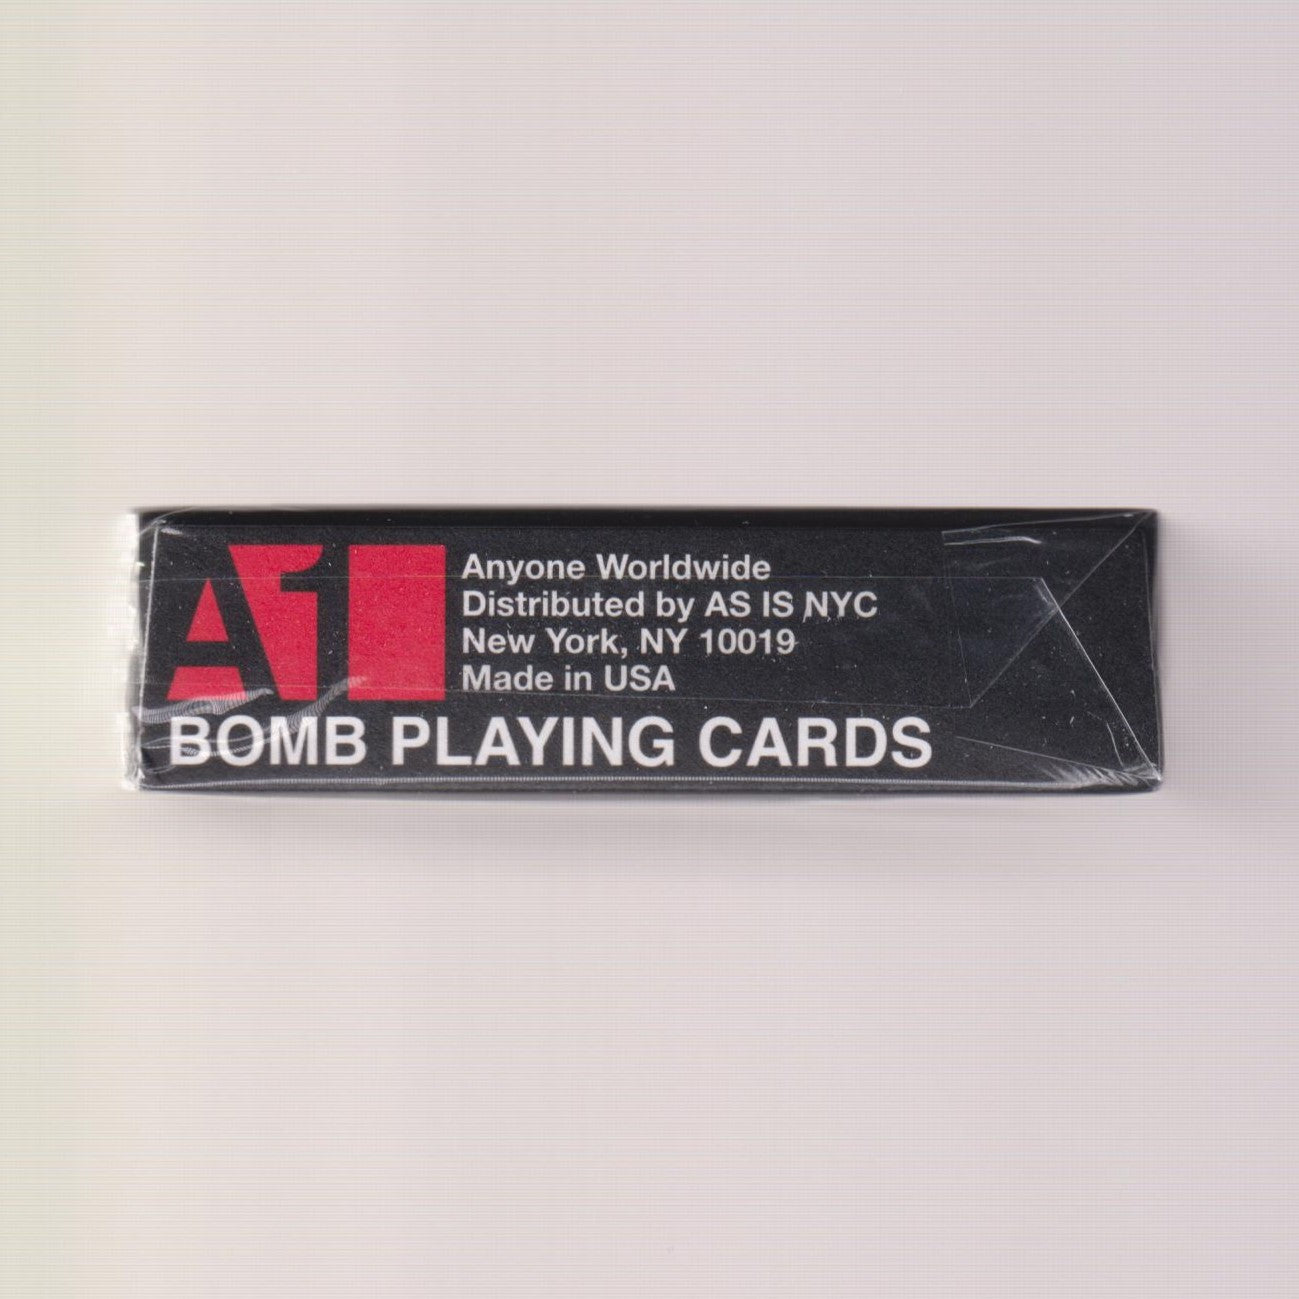 A1
Anyone Worldwide
Distributed by AS IS NYC
New York, NY 10019
Made in USA
BOMB PLAYING CARDS